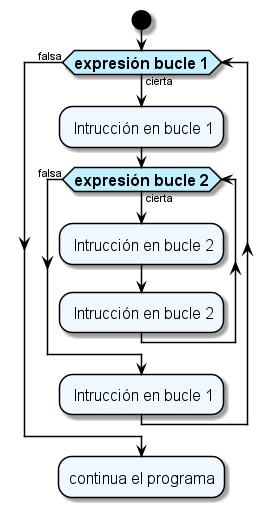 falsa
expresión bucle 1
cierta
Intrucción en bucle 1
falsa
expresión bucle 2
cierta
Intrucción en bucle 2
Intrucción en bucle 2
Intrucción en bucle 1
continua el programa